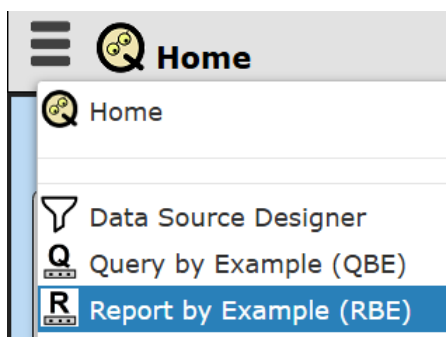 Home
Home
Data Source Designer
Q Query by Example (QBE)
R Report by Example (RBE)